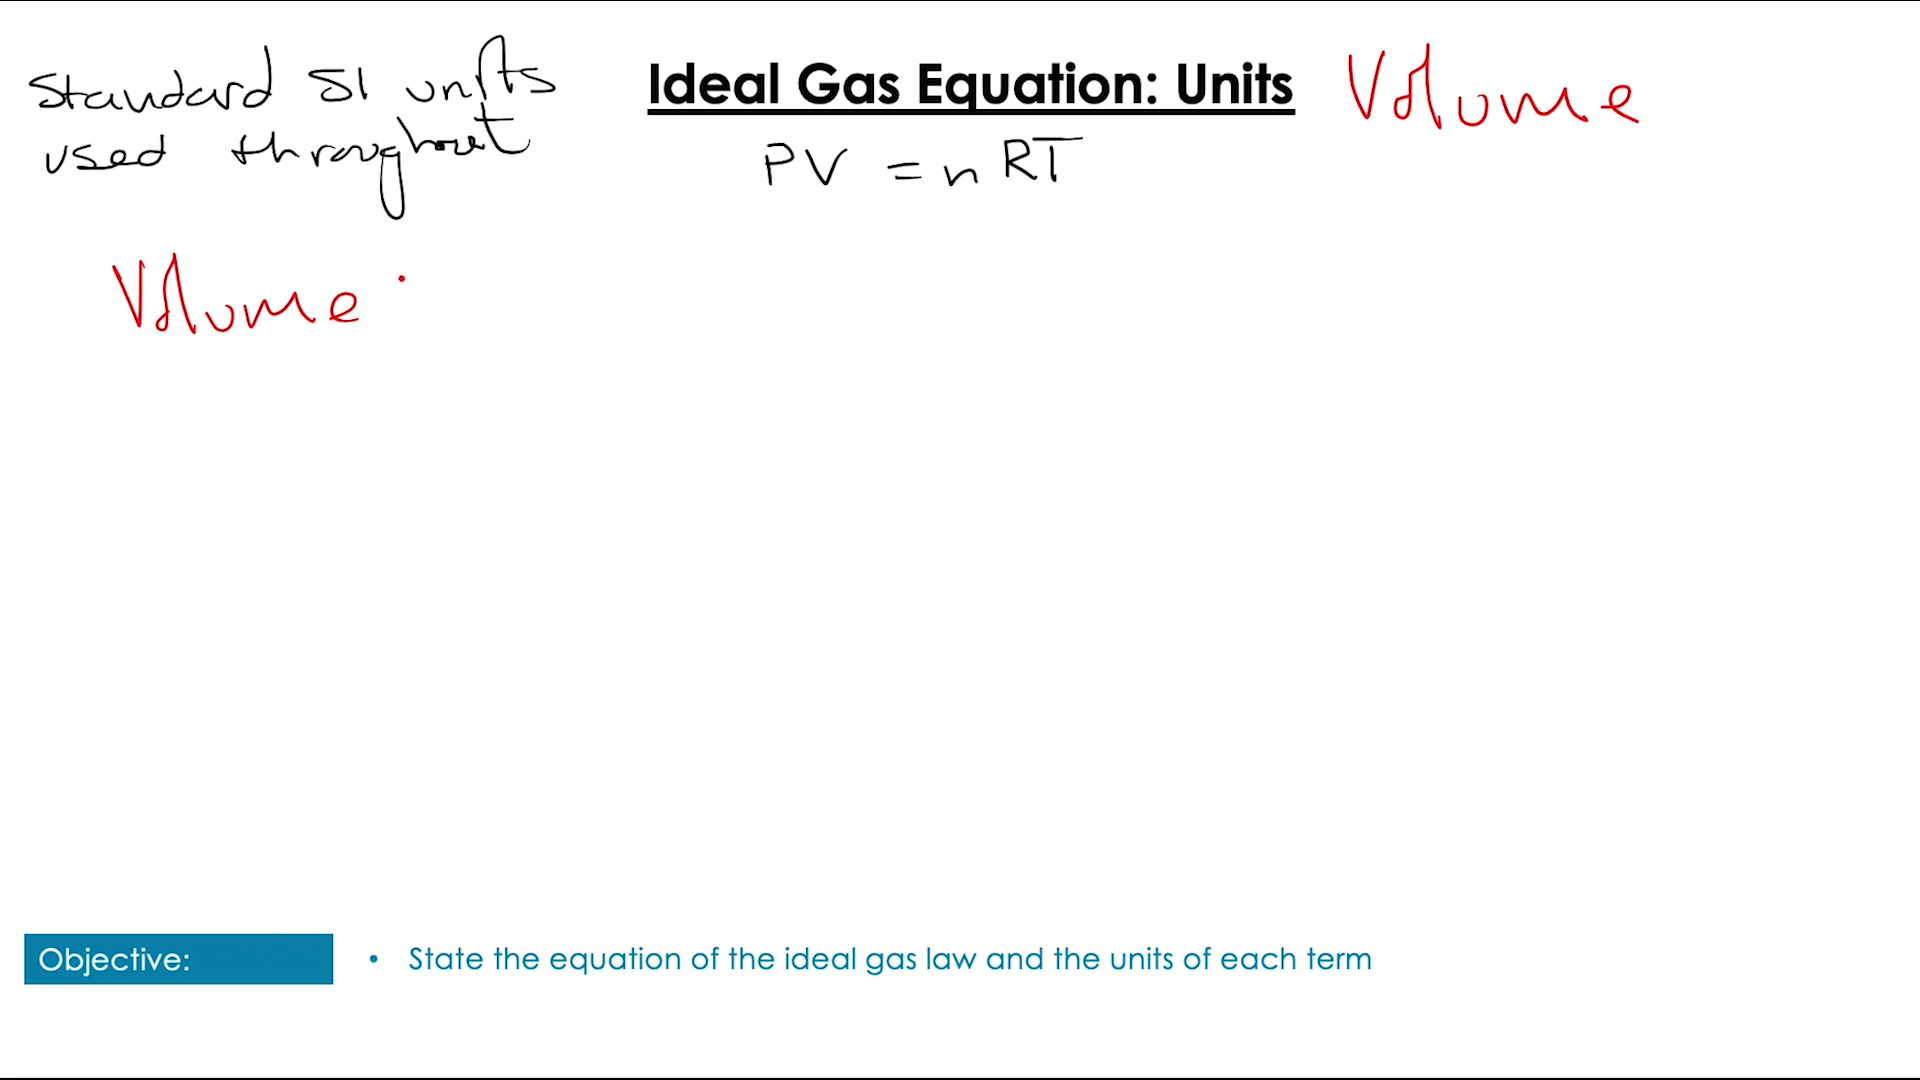 Standard SI units
used throughout
Ideal Gas Equation: Units
Volume
PV = nRT
Volume :
Objective:
• State the equation of the ideal gas law and the units of each term